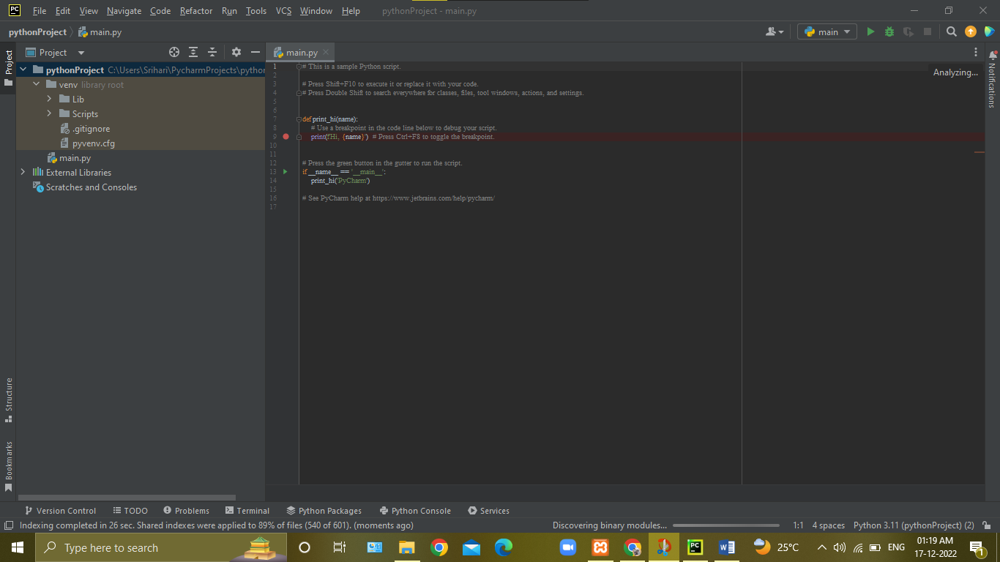 PC File Edit View Navigate Code Refactor Run Tools VCS Window Help pythonProject - main.py
pythonProject main.py main
Project
Project main.py
pythonProject C:\Users\Srihari\PycharmProjects\python
venv library root
Lib
Scripts
.gitignore
pyvenv.cfg
main.py
External Libraries
Scratches and Consoles
Structure
Bookmarks
1 # This is a sample Python script.
2
3 # Press Shift+F10 to execute it or replace it with your code.
4 # Press Double Shift to search everywhere for classes, files, tool windows, actions, and settings.
5
6
7 def print_hi(name):
8 # Use a breakpoint in the code line below to debug your script.
9 print(f'Hi, {name}') # Press Ctrl+F8 to toggle the breakpoint.
10
11
12 # Press the green button in the gutter to run the script.
13 if __name__ == '__main__':
14 print_hi('PyCharm')
15
16 # See PyCharm help at https://www.jetbrains.com/help/pycharm/
17
Analyzing...
Notifications
Version Control TODO Problems Terminal Python Packages Python Console Services
Indexing completed in 26 sec. Shared indexes were applied to 89% of files (540 of 601). (moments ago) Discovering binary modules... 1:1 4 spaces Python 3.11 (pythonProject) (2)
Type here to search PC W 25°C ENG 01:19 AM
17-12-2022
1